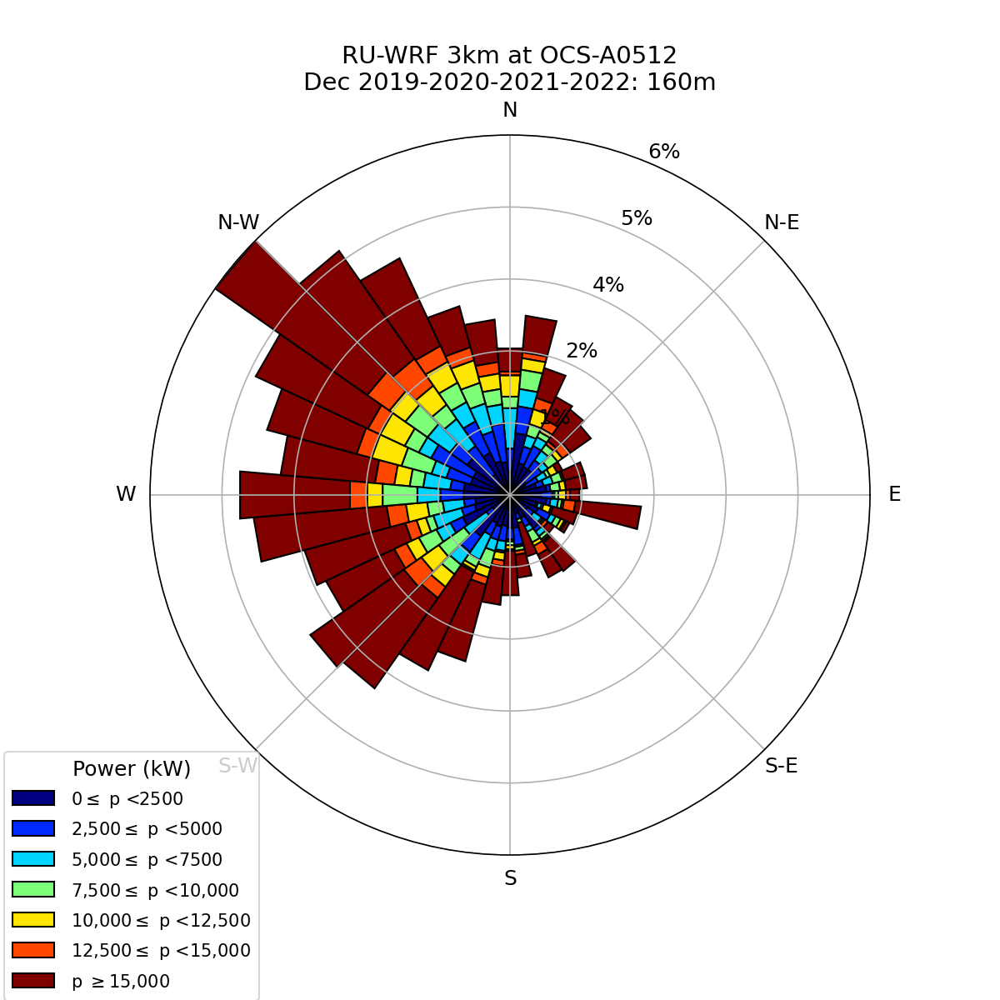 RU-WRF 3km at OCS-A0512
Dec 2019-2020-2021-2022: 160m
N
6%
N-W
N-E
5%
4%
2%
1%
W
E
S-W
S-E
S
Power (kW)
0≤ p <2500
2,500≤ p <5000
5,000≤ p <7500
7,500≤ p <10,000
10,000≤ p <12,500
12,500≤ p <15,000
p ≥15,000